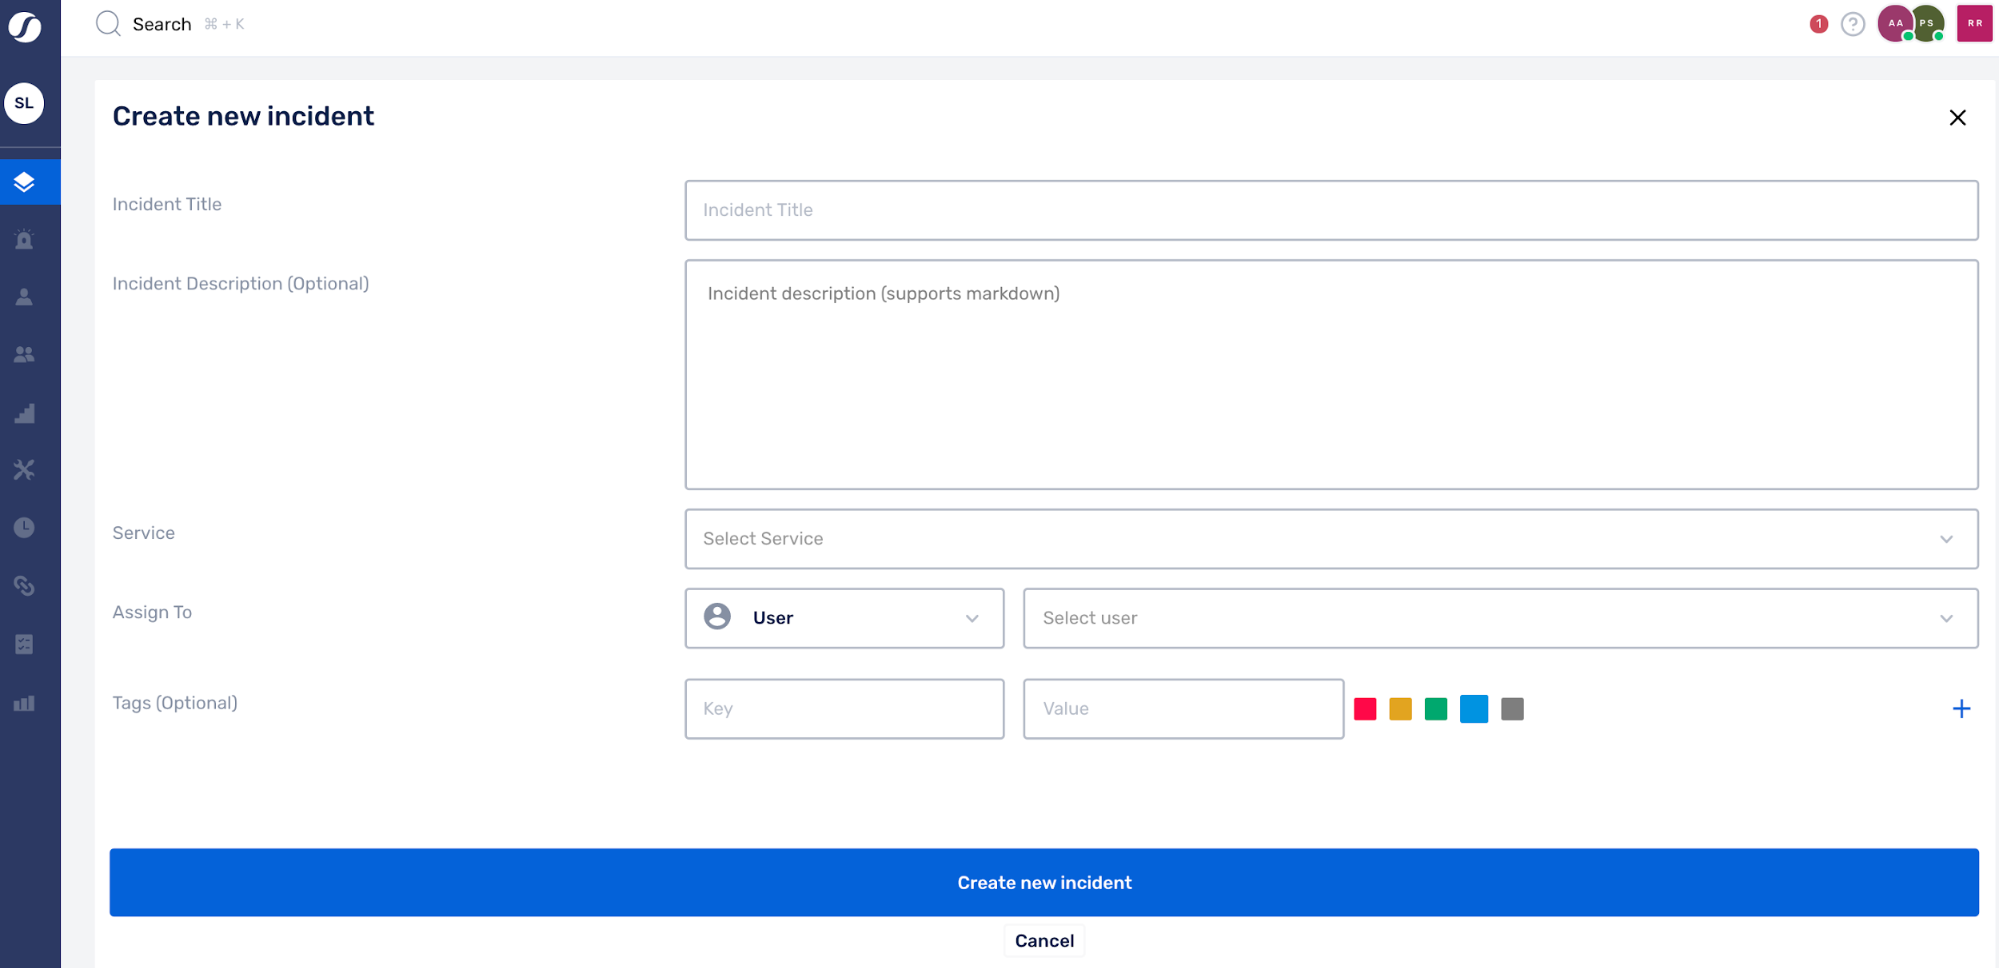 Search ⌘ + K
1 ? AA PS RR
SL
Create new incident
Incident Title
Incident Title
Incident Description (Optional)
Incident description (supports markdown)
Service
Select Service
Assign To
User
Select user
Tags (Optional)
Key
Value
Create new incident
Cancel